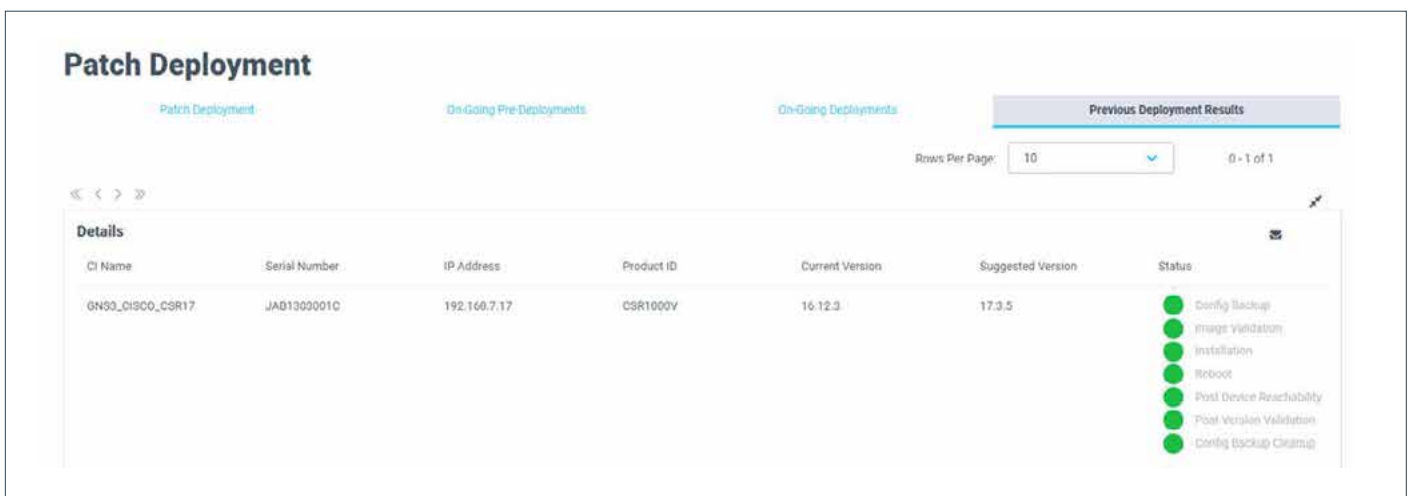 Patch Deployment
Patch Deployment On-Going Pre-Deployments On-Going Deployments Previous Deployment Results
Rows Per Page: 10 0 - 1 of 1
Details
CI Name Serial Number IP Address Product ID Current Version Suggested Version Status
GNS3_CISCO_CSR17 JAB1303001C 192.168.7.17 CSR1000V 16.12.3 17.3.5 Config Backup
Image Validation
Installation
Reboot
Post Device Reachability
Post Version Validation
Config Backup Cleanup